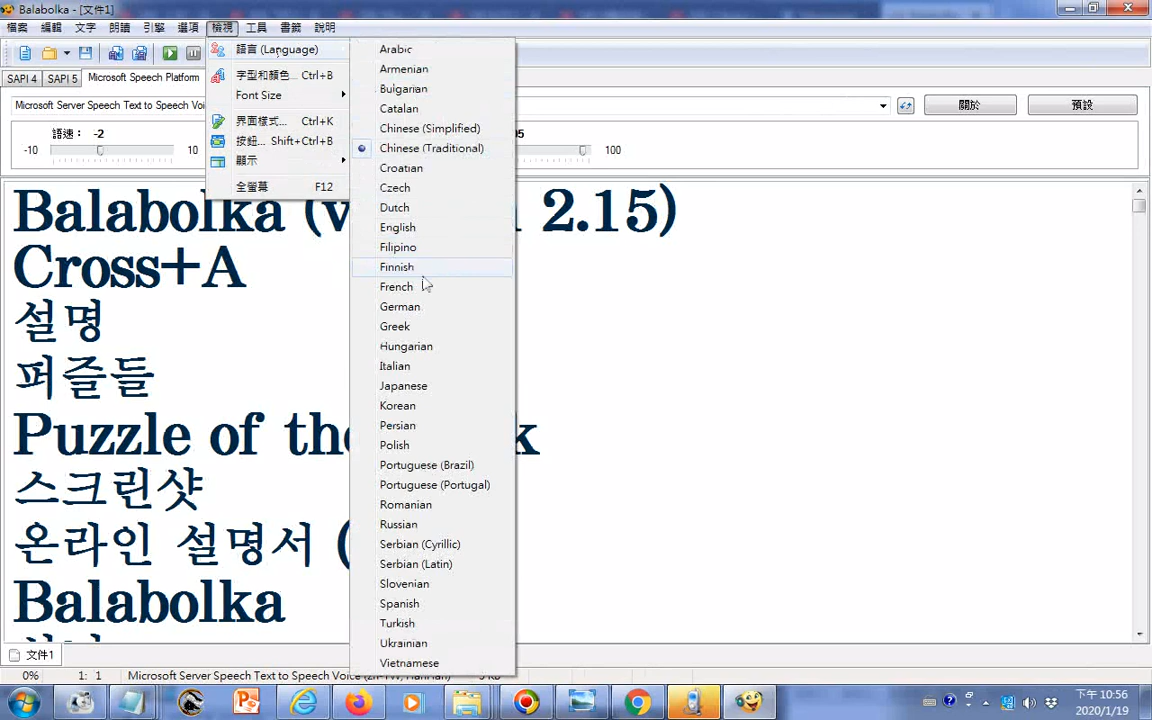 Balabolka - [文件1]
檔案 編輯 文字 朗讀 引擎 選項 檢視 工具 書籤 說明
SAPI 4 SAPI 5 Microsoft Speech Platform
Microsoft Server Speech Text to Speech Voi
關於 預設
語速： -2
-10 10
05
100
語言 (Language)
字型和顏色... Ctrl+B
Font Size
界面樣式... Ctrl+K
按鈕... Shift+Ctrl+B
顯示
全螢幕 F12
Arabic
Armenian
Bulgarian
Catalan
Chinese (Simplified)
Chinese (Traditional)
Croatian
Czech
Dutch
English
Filipino
Finnish
French
German
Greek
Hungarian
Italian
Japanese
Korean
Persian
Polish
Portuguese (Brazil)
Portuguese (Portugal)
Romanian
Russian
Serbian (Cyrillic)
Serbian (Latin)
Slovenian
Spanish
Turkish
Ukrainian
Vietnamese
Balabolka (v 2.15)
Cross+A
설명
퍼즐들
Puzzle of th k
스크린샷
온라인 설명서 (
Balabolka
文件1
0% 1: 1 Microsoft Server Speech Text to Speech Voice (zh-TW,
下午 10:56
2020/1/19